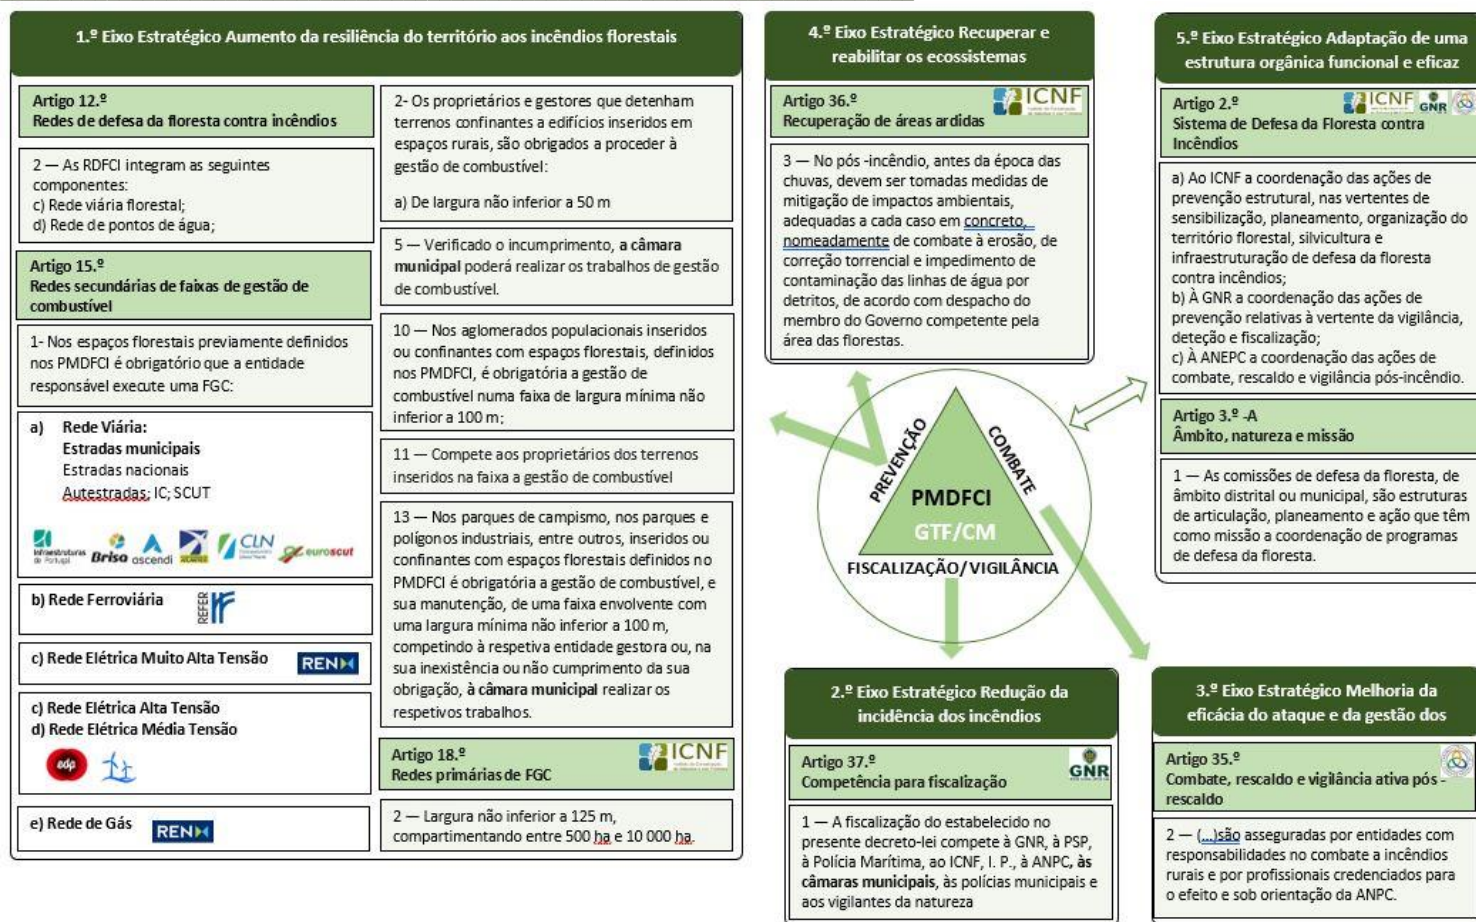 1.º Eixo Estratégico Aumento da resiliência do território aos incêndios florestais
Artigo 12.º
Redes de defesa da floresta contra incêndios
2 — As RDFCI integram as seguintes
componentes:
c) Rede viária florestal;
d) Rede de pontos de água;
Artigo 15.º
Redes secundárias de faixas de gestão de
combustível
1- Nos espaços florestais previamente definidos
nos PMDFCI é obrigatório que a entidade
responsável execute uma FGC:
a) Rede Viária:
Estradas municipais
Estradas nacionais
Autestradas; IC; SCUT
Infraestruturas
de Portugal
Brisa
ascendi
CLN
euroscut
b) Rede Ferroviária
REFER
c) Rede Elétrica Muito Alta Tensão
REN
c) Rede Elétrica Alta Tensão
d) Rede Elétrica Média Tensão
edp
e) Rede de Gás
REN
2- Os proprietários e gestores que detenham
terrenos confinantes a edifícios inseridos em
espaços rurais, são obrigados a proceder à
gestão de combustível:
a) De largura não inferior a 50 m
5 — Verificado o incumprimento, a câmara
municipal poderá realizar os trabalhos de gestão
de combustível.
10 — Nos aglomerados populacionais inseridos
ou confinantes com espaços florestais, definidos
nos PMDFCI, é obrigatória a gestão de
combustível numa faixa de largura mínima não
inferior a 100 m;
11 — Compete aos proprietários dos terrenos
inseridos na faixa a gestão de combustível
13 — Nos parques de campismo, nos parques e
polígonos industriais, entre outros, inseridos ou
confinantes com espaços florestais definidos no
PMDFCI é obrigatória a gestão de combustível, e
sua manutenção, de uma faixa envolvente com
uma largura mínima não inferior a 100 m,
competindo à respetiva entidade gestora ou, na
sua inexistência ou não cumprimento da sua
obrigação, à câmara municipal realizar os
respetivos trabalhos.
Artigo 18.º
Redes primárias de FGC
ICNF
2 — Largura não inferior a 125 m,
compartimentando entre 500 ha e 10 000 ha.
4.º Eixo Estratégico Recuperar e
reabilitar os ecossistemas
Artigo 36.º
Recuperação de áreas ardidas
ICNF
3 — No pós -incêndio, antes da época das
chuvas, devem ser tomadas medidas de
mitigação de impactos ambientais,
adequadas a cada caso em concreto,
nomeadamente de combate à erosão, de
correção torrencial e impedimento de
contaminação das linhas de água por
detritos, de acordo com despacho do
membro do Governo competente pela
área das florestas.
PREVENÇÃO
COMBATE
PMDFCI
GTF/CM
FISCALIZAÇÃO/VIGILÂNCIA
2.º Eixo Estratégico Redução da
incidência dos incêndios
Artigo 37.º
Competência para fiscalização
GNR
1 — A fiscalização do estabelecido no
presente decreto-lei compete à GNR, à PSP,
à Polícia Marítima, ao ICNF, I. P., à ANPC, às
câmaras municipais, às polícias municipais e
aos vigilantes da natureza
5.º Eixo Estratégico Adaptação de uma
estrutura orgânica funcional e eficaz
Artigo 2.º
Sistema de Defesa da Floresta contra
Incêndios
ICNF
GNR
a) Ao ICNF a coordenação das ações de
prevenção estrutural, nas vertentes de
sensibilização, planeamento, organização do
território florestal, silvicultura e
infraestruturação de defesa da floresta
contra incêndios;
b) À GNR a coordenação das ações de
prevenção relativas à vertente da vigilância,
deteção e fiscalização;
c) À ANEPC a coordenação das ações de
combate, rescaldo e vigilância pós-incêndio.
Artigo 3.º -A
Âmbito, natureza e missão
1 — As comissões de defesa da floresta, de
âmbito distrital ou municipal, são estruturas
de articulação, planeamento e ação que têm
como missão a coordenação de programas
de defesa da floresta.
3.º Eixo Estratégico Melhoria da
eficácia do ataque e da gestão dos
Artigo 35.º
Combate, rescaldo e vigilância ativa pós -
rescaldo
2 — (...)são asseguradas por entidades com
responsabilidades no combate a incêndios
rurais e por profissionais credenciados para
o efeito e sob orientação da ANPC.